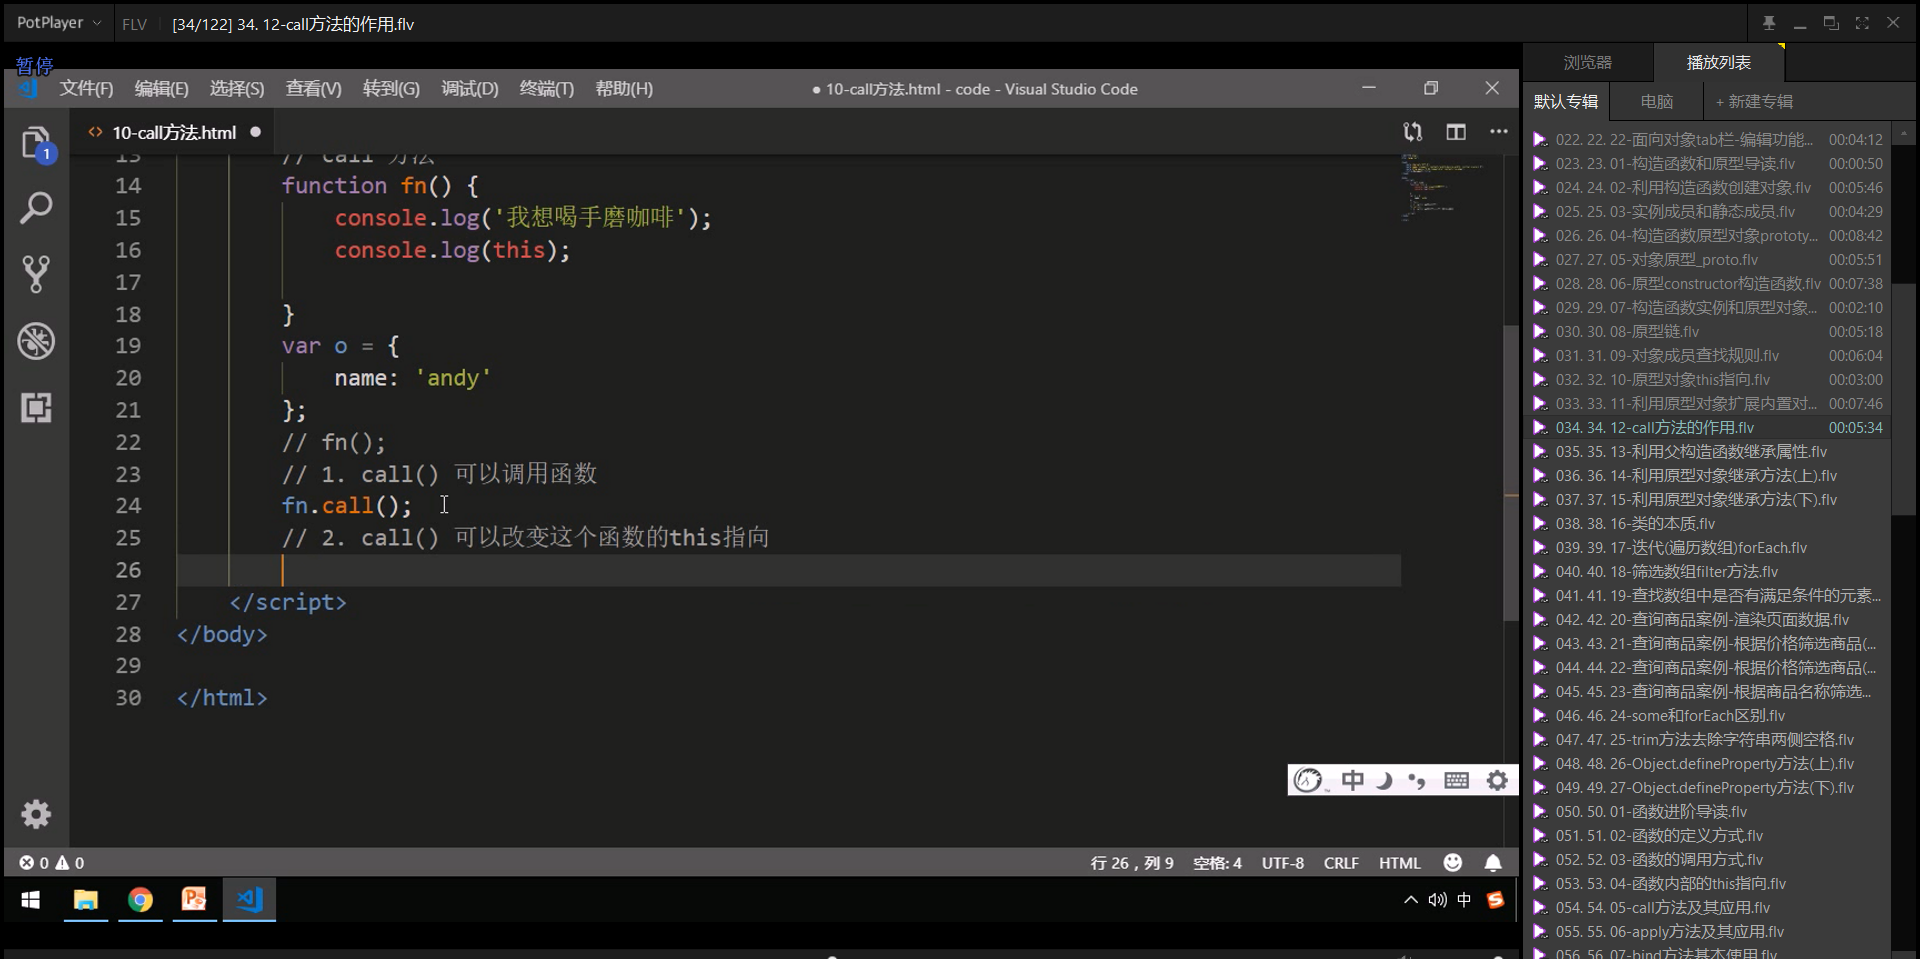 PotPlayer FLV [34/122] 34. 12-call方法的作用.flv
暂停
文件(F) 编辑(E) 选择(S) 查看(V) 转到(G) 调试(D) 终端(T) 帮助(H) ● 10-call方法.html - code - Visual Studio Code
<> 10-call方法.html ●
1
13 // call 方法
14 function fn() {
15 console.log('我想喝手磨咖啡');
16 console.log(this);
17
18 }
19 var o = {
20 name: 'andy'
21 };
22 // fn();
23 // 1. call() 可以调用函数
24 fn.call();
25 // 2. call() 可以改变这个函数的this指向
26
27 </script>
28 </body>
29
30 </html>
中
0 0 行 26，列 9 空格: 4 UTF-8 CRLF HTML
中
浏览器 播放列表
默认专辑 电脑 + 新建专辑
022. 22. 22-面向对象tab栏-编辑功能... 00:04:12
023. 23. 01-构造函数和原型导读.flv 00:00:50
024. 24. 02-利用构造函数创建对象.flv 00:05:46
025. 25. 03-实例成员和静态成员.flv 00:04:29
026. 26. 04-构造函数原型对象prototy... 00:08:42
027. 27. 05-对象原型_proto.flv 00:05:51
028. 28. 06-原型constructor构造函数.flv 00:07:38
029. 29. 07-构造函数实例和原型对象... 00:02:10
030. 30. 08-原型链.flv 00:05:18
031. 31. 09-对象成员查找规则.flv 00:06:04
032. 32. 10-原型对象this指向.flv 00:03:00
033. 33. 11-利用原型对象扩展内置对... 00:07:46
034. 34. 12-call方法的作用.flv 00:05:34
035. 35. 13-利用父构造函数继承属性.flv
036. 36. 14-利用原型对象继承方法(上).flv
037. 37. 15-利用原型对象继承方法(下).flv
038. 38. 16-类的本质.flv
039. 39. 17-迭代(遍历数组)forEach.flv
040. 40. 18-筛选数组filter方法.flv
041. 41. 19-查找数组中是否有满足条件的元素...
042. 42. 20-查询商品案例-渲染页面数据.flv
043. 43. 21-查询商品案例-根据价格筛选商品(...
044. 44. 22-查询商品案例-根据价格筛选商品(...
045. 45. 23-查询商品案例-根据商品名称筛选...
046. 46. 24-some和forEach区别.flv
047. 47. 25-trim方法去除字符串两侧空格.flv
048. 48. 26-Object.defineProperty方法(上).flv
049. 49. 27-Object.defineProperty方法(下).flv
050. 50. 01-函数进阶导读.flv
051. 51. 02-函数的定义方式.flv
052. 52. 03-函数的调用方式.flv
053. 53. 04-函数内部的this指向.flv
054. 54. 05-call方法及其应用.flv
055. 55. 06-apply方法及其应用.flv
056. 56. 07-bind方法基本使用.flv